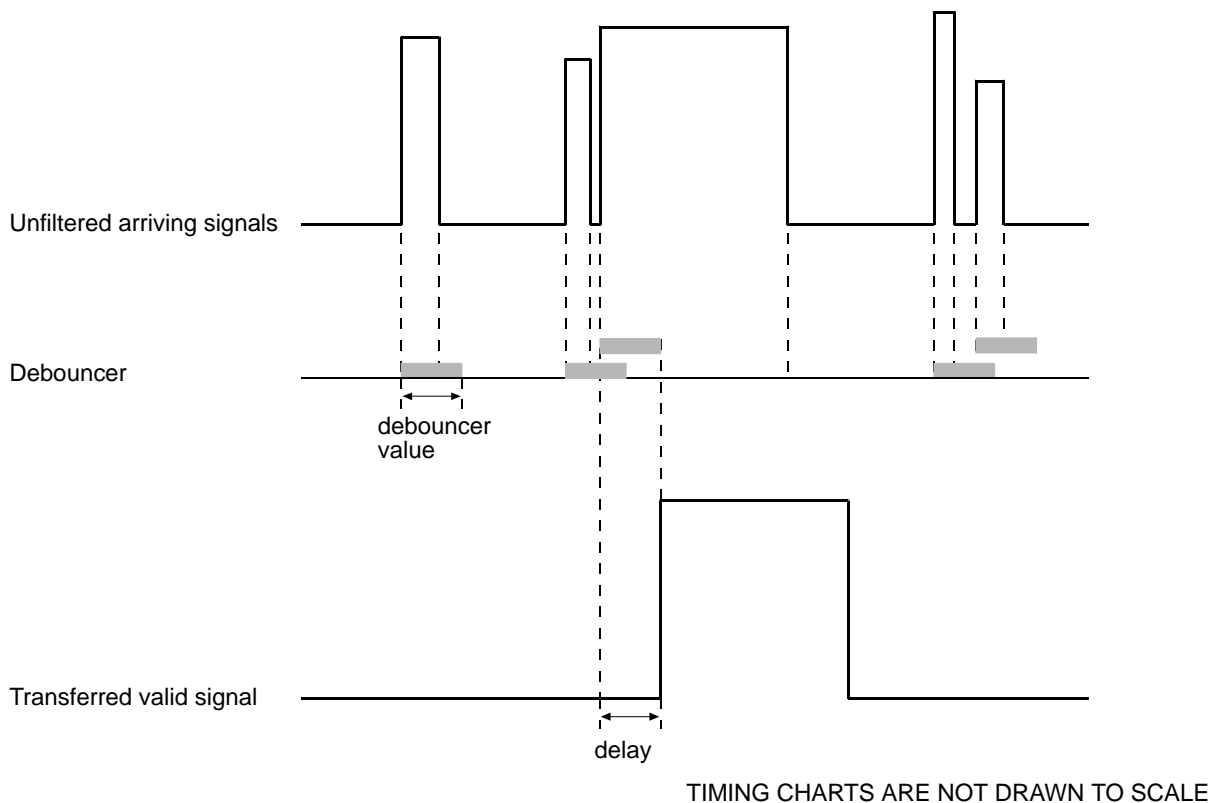 Unfiltered arriving signals
Debouncer
debouncer
value
Transferred valid signal
delay
TIMING CHARTS ARE NOT DRAWN TO SCALE